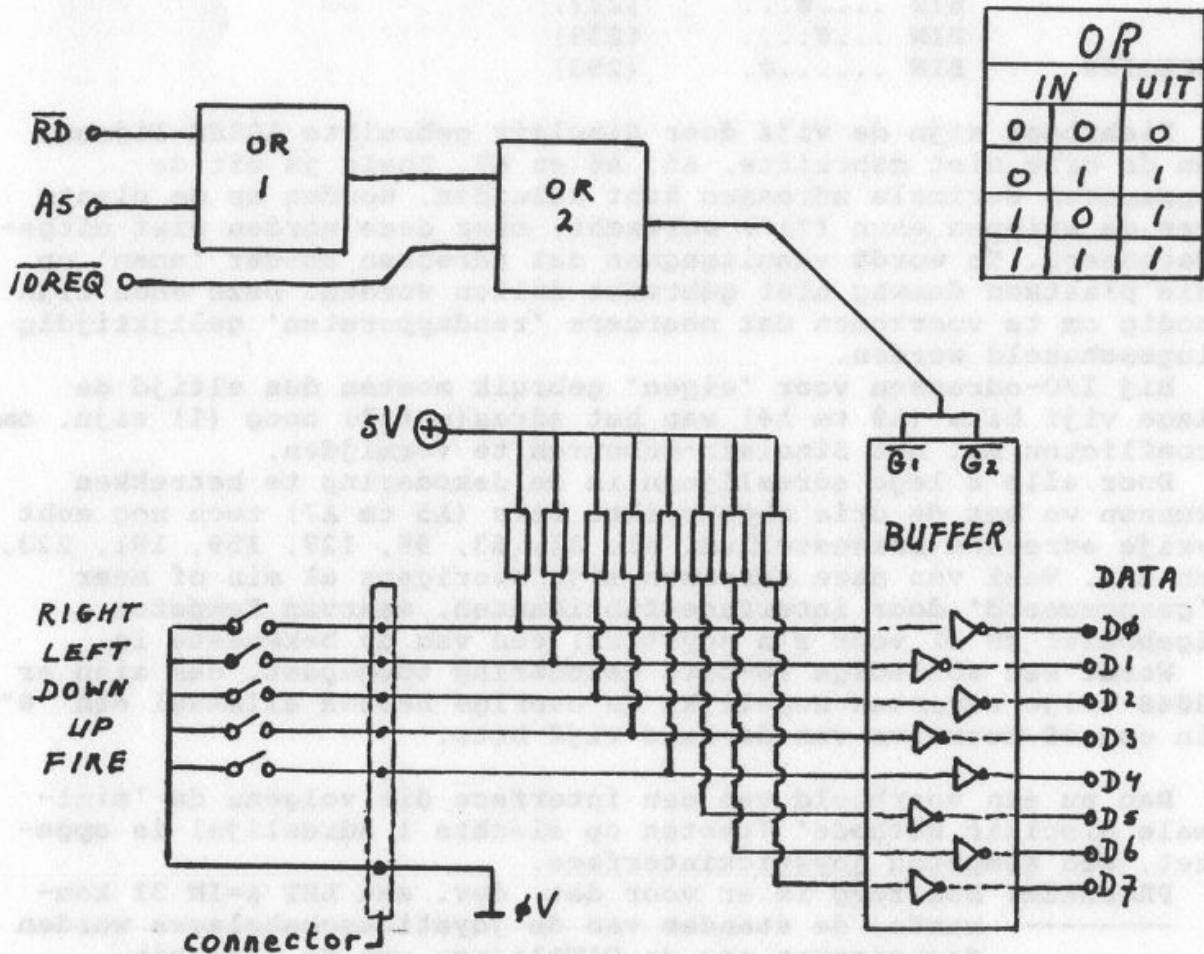 OR
IN UIT
0 0 0
0 1 1
1 0 1
1 1 1
RD
A5
IOREQ
OR
1
OR
2
5V
G1 G2
BUFFER
DATA
RIGHT
LEFT
DOWN
UP
FIRE
D0
D1
D2
D3
D4
D5
D6
D7
0V
connector